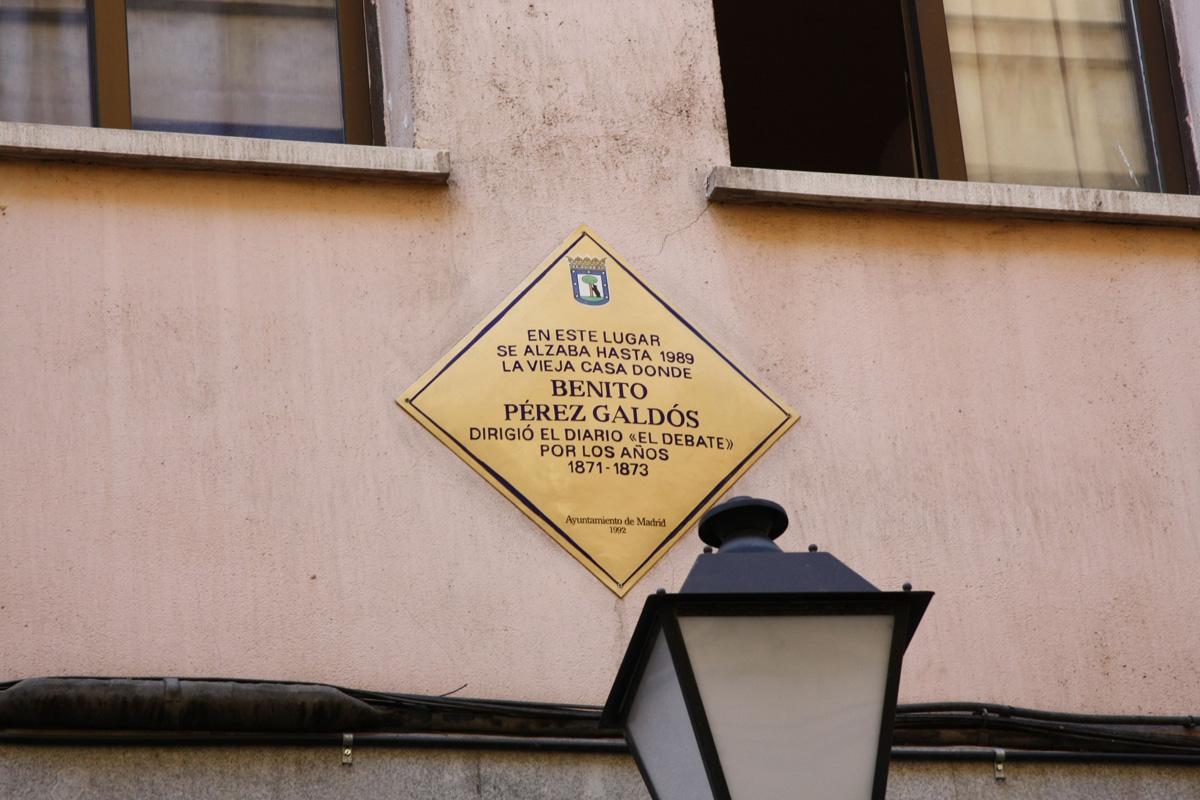 EN ESTE LUGAR
SE ALZABA HASTA 1989
LA VIEJA CASA DONDE
BENITO
PÉREZ GALDÓS
DIRIGIÓ EL DIARIO «EL DEBATE»
POR LOS AÑOS
1871-1873
Ayuntamiento de Madrid
1992